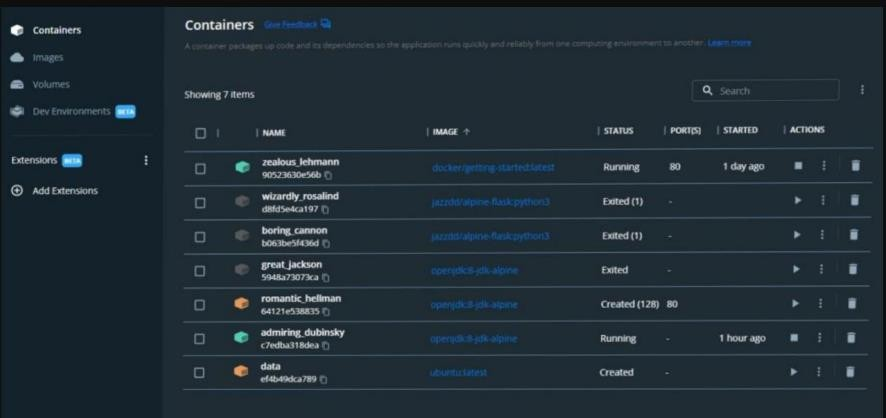 Containers
Images
Volumes
Dev Environments BETA
Extensions BETA
Add Extensions
Containers Give Feedback
A container packages up code and its dependencies so the application runs quickly and reliably from one computing environment to another. Learn more
Showing 7 items
Search
NAME IMAGE ↑ STATUS PORT(S) STARTED ACTIONS
zealous_lehmann
90523630e56b
docker/getting-started:latest Running 80 1 day ago
wizardly_rosalind
d8fd5e4ca197
jazzdd/alpine-flask:python3 Exited (1) -
boring_cannon
b063be5f436d
jazzdd/alpine-flask:python3 Exited (1) -
great_jackson
5948a73073ca
openjdk:8-jdk-alpine Exited -
romantic_hellman
64121e538835
openjdk:8-jdk-alpine Created (128) 80
admiring_dubinsky
c7edba318dea
openjdk:8-jdk-alpine Running - 1 hour ago
data
ef4b49dca789
ubuntu:latest Created -